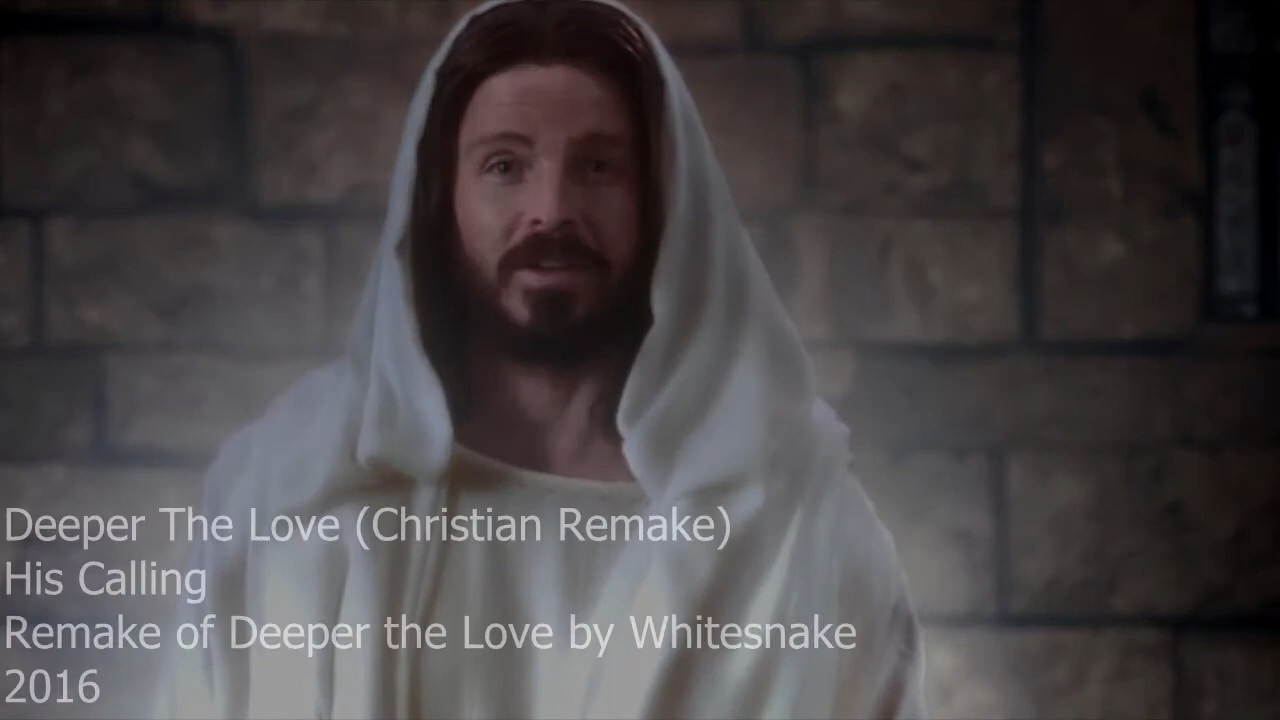 Deeper The Love (Christian Remake)
His Calling
Remake of Deeper the Love by Whitesnake
2016